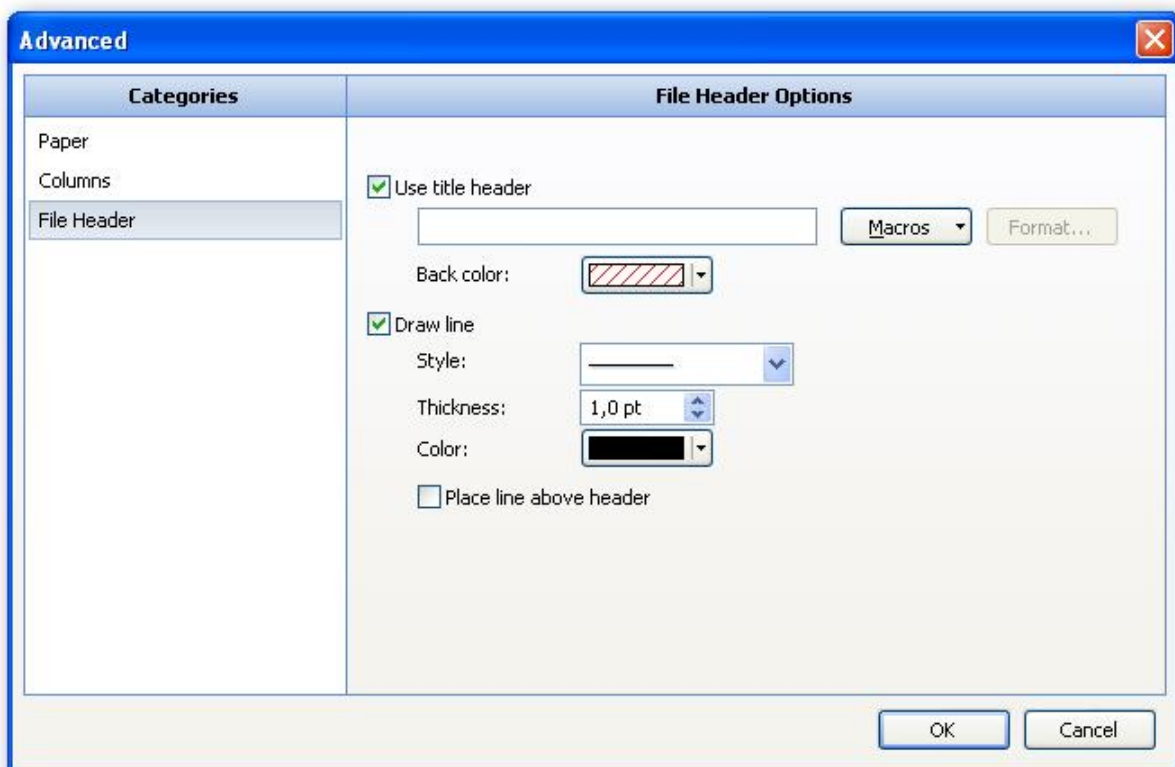 Advanced
Categories
File Header Options
Paper
Columns
File Header
Use title header
Macros
Format...
Back color:
Draw line
Style:
Thickness:
1,0 pt
Color:
Place line above header
OK
Cancel